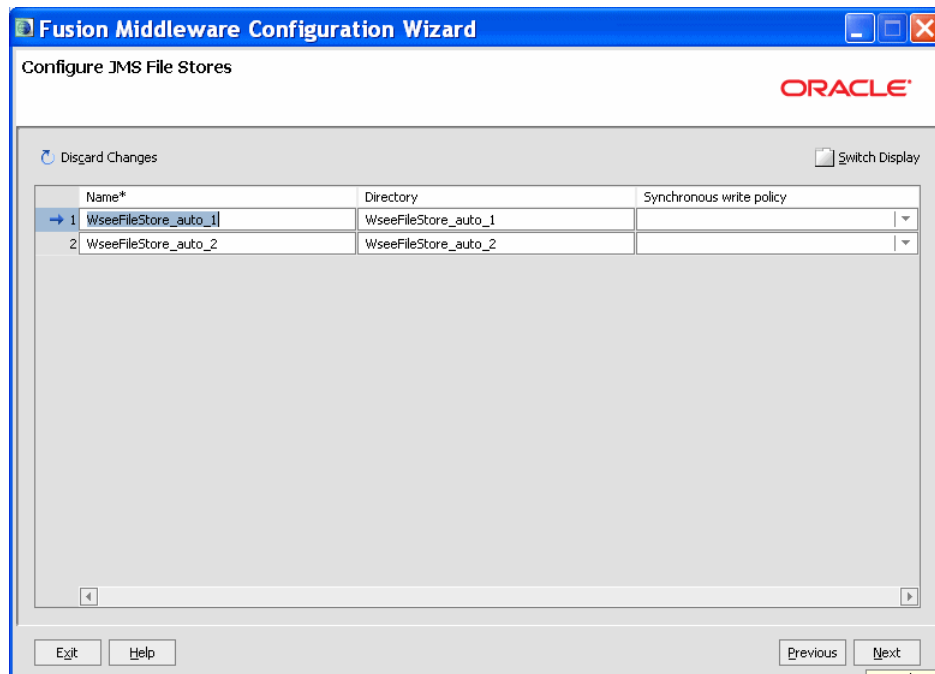 Fusion Middleware Configuration Wizard
Configure JMS File Stores
ORACLE
Discard Changes
Switch Display
Name* Directory Synchronous write policy
1 WseeFileStore_auto_1 WseeFileStore_auto_1
2 WseeFileStore_auto_2 WseeFileStore_auto_2
Exit Help Previous Next